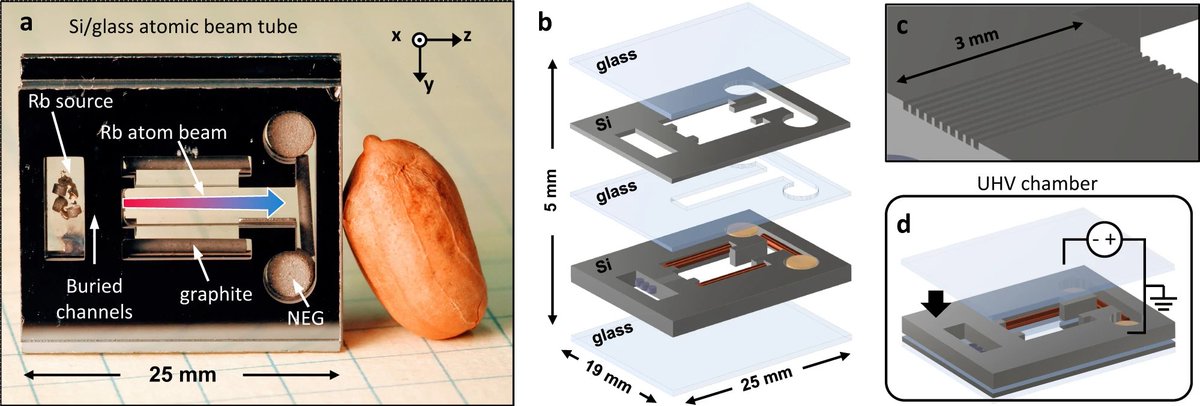 a
Si/glass atomic beam tube
x
z
y
Rb source
Rb atom beam
Buried
channels
graphite
NEG
25 mm
b
glass
Si
glass
Si
glass
5 mm
19 mm
25 mm
c
3 mm
UHV chamber
d
- +